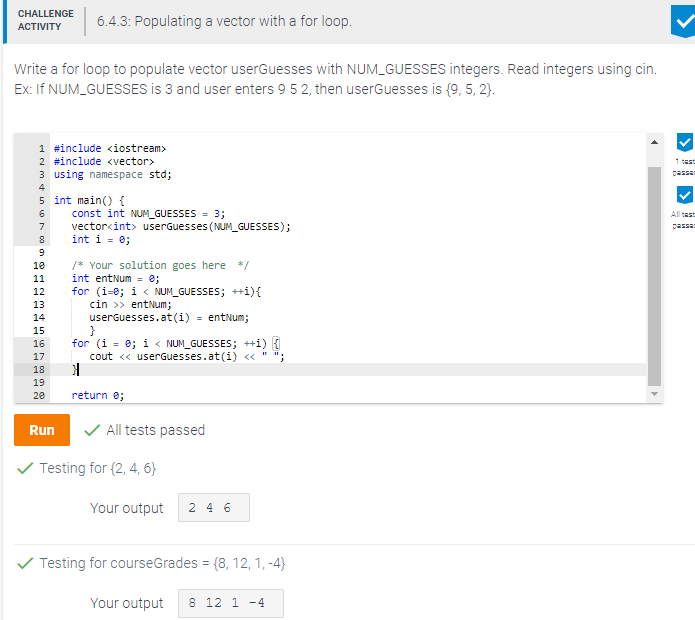 CHALLENGE
ACTIVITY
6.4.3: Populating a vector with a for loop.
Write a for loop to populate vector userGuesses with NUM_GUESSES integers. Read integers using cin.
Ex: If NUM_GUESSES is 3 and user enters 9 5 2, then userGuesses is {9, 5, 2}.
1 #include <iostream>
2 #include <vector>
3 using namespace std;
4
5 int main() {
6    const int NUM_GUESSES = 3;
7    vector<int> userGuesses(NUM_GUESSES);
8    int i = 0;
9
10    /* Your solution goes here  */
11    int entNum = 0;
12    for (i=0; i < NUM_GUESSES; ++i){
13       cin >> entNum;
14       userGuesses.at(i) = entNum;
15       }
16    for (i = 0; i < NUM_GUESSES; ++i) {
17       cout << userGuesses.at(i) << " ";
18    }
19
20    return 0;
1 test
passe
All test
passe
Run
All tests passed
Testing for {2, 4, 6}
Your output
2 4 6
Testing for courseGrades = {8, 12, 1, -4}
Your output
8 12 1 -4